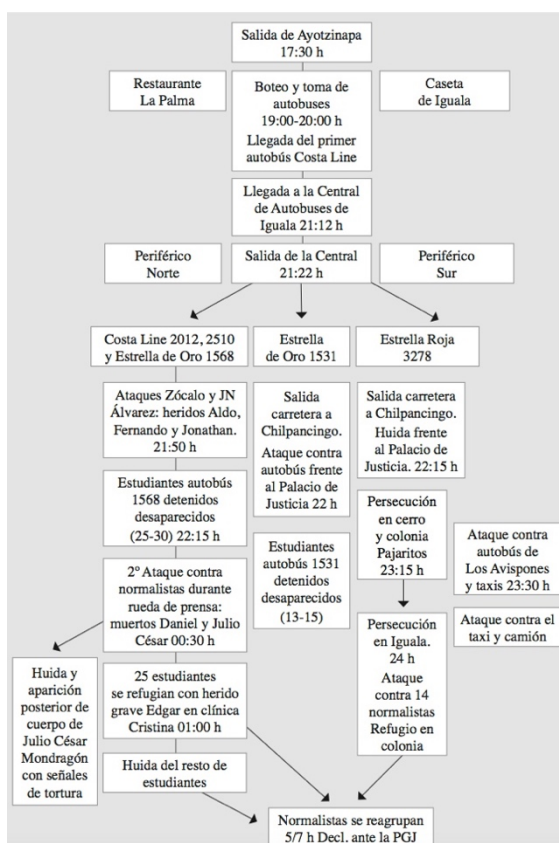 Salida de Ayotzinapa
17:30 h
Restaurante
La Palma
Boteo y toma de
autobuses
19:00-20:00 h
Llegada del primer
autobús Costa Line
Caseta
de Iguala
Llegada a la Central
de Autobuses de
Iguala 21:12 h
Periférico
Norte
Salida de la Central
21:22 h
Periférico
Sur
Costa Line 2012, 2510
y Estrella de Oro 1568
Estrella
de Oro 1531
Estrella Roja
3278
Ataques Zócalo y JN
Álvarez: heridos Aldo,
Fernando y Jonathan.
21:50 h
Salida
carretera a
Chilpancingo.
Ataque contra
autobús frente
al Palacio de
Justicia 22 h
Salida carretera a
Chilpancingo.
Huida frente
al Palacio de
Justicia. 22:15 h
Estudiantes autobús
1568 detenidos
desaparecidos
(25-30) 22:15 h
Persecución
en cerro
y colonia
Pajaritos
23:15 h
Ataque contra
autobús de
Los Avispones
y taxis 23:30 h
Estudiantes
autobús 1531
detenidos
desaparecidos
(13-15)
2º Ataque contra
normalistas durante
rueda de prensa:
muertos Daniel y Julio
César 00:30 h
Ataque contra el
taxi y camión
Persecución
en Iguala.
24 h
Ataque
contra 14
normalistas
Refugio en
colonia
Huida y
aparición
posterior de
cuerpo de
Julio César
Mondragón
con señales
de tortura
25 estudiantes
se refugian con herido
grave Edgar en clínica
Cristina 01:00 h
Huida del resto de
estudiantes
Normalistas se reagrupan
5/7 h Decl. ante la PGJ